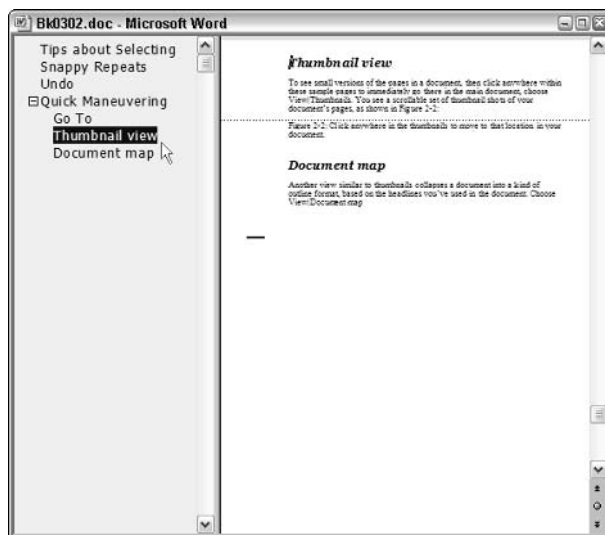 Bk0302.doc - Microsoft Word
Tips about Selecting
Snappy Repeats
Undo
Quick Maneuvering
Go To
Thumbnail view
Document map
Thumbnail view
To see small versions of the pages in a document, then click anywhere within
these sample pages to immediately go there in the main document, choose
View|Thumbnails. You see a scrollable set of thumbnail shots of your
document's pages, as shown in Figure 2-2:
Figure 2-2: Click anywhere in the thumbnails to move to that location in your
document.
Document map
Another view similar to thumbnails collapses a document into a kind of
outline format, based on the headlines you've used in the document. Choose
View|Document map